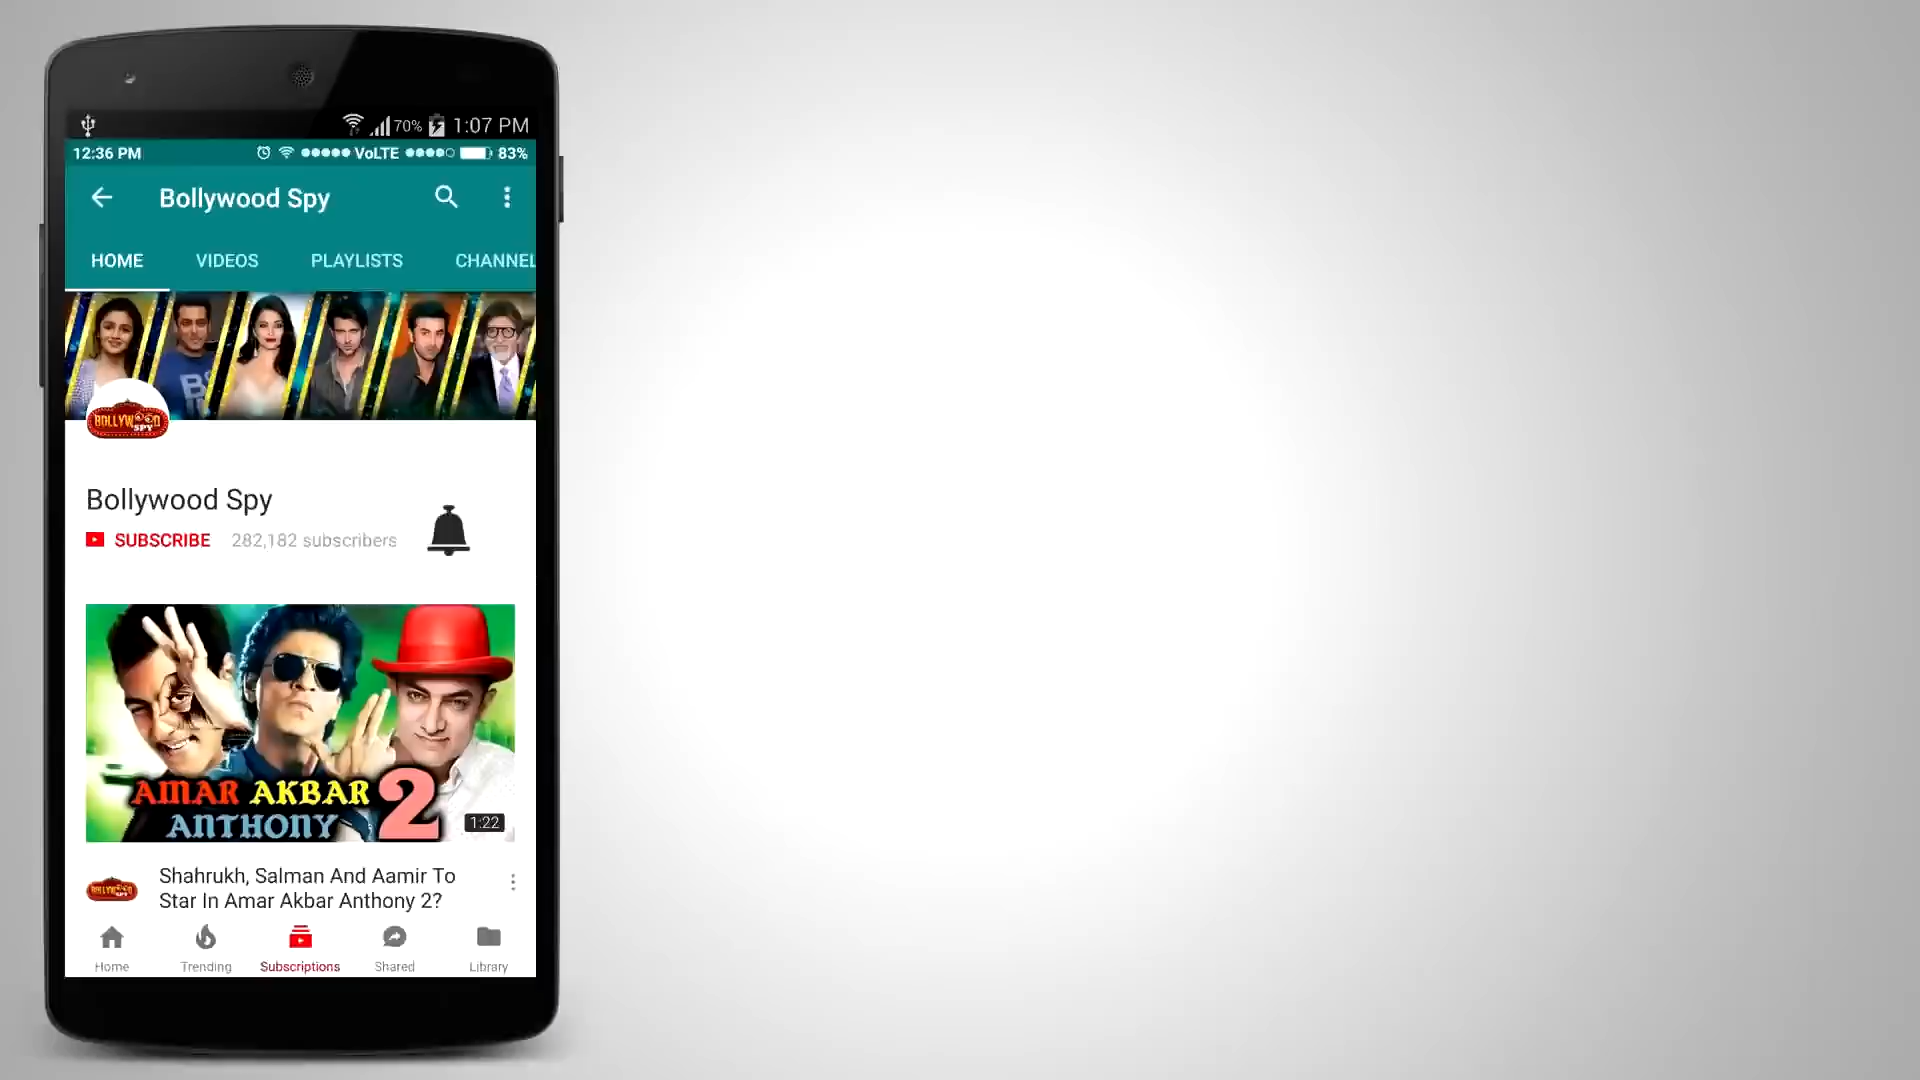 70% 1:07 PM
12:36 PM VoLTE 83%
Bollywood Spy
HOME VIDEOS PLAYLISTS CHANNEL
BOLLYWOOD
SPY
Bollywood Spy
SUBSCRIBE 282,182 subscribers
AMAR AKBAR
ANTHONY 2
1:22
Shahrukh, Salman And Aamir To
Star In Amar Akbar Anthony 2?
Home Trending Subscriptions Shared Library